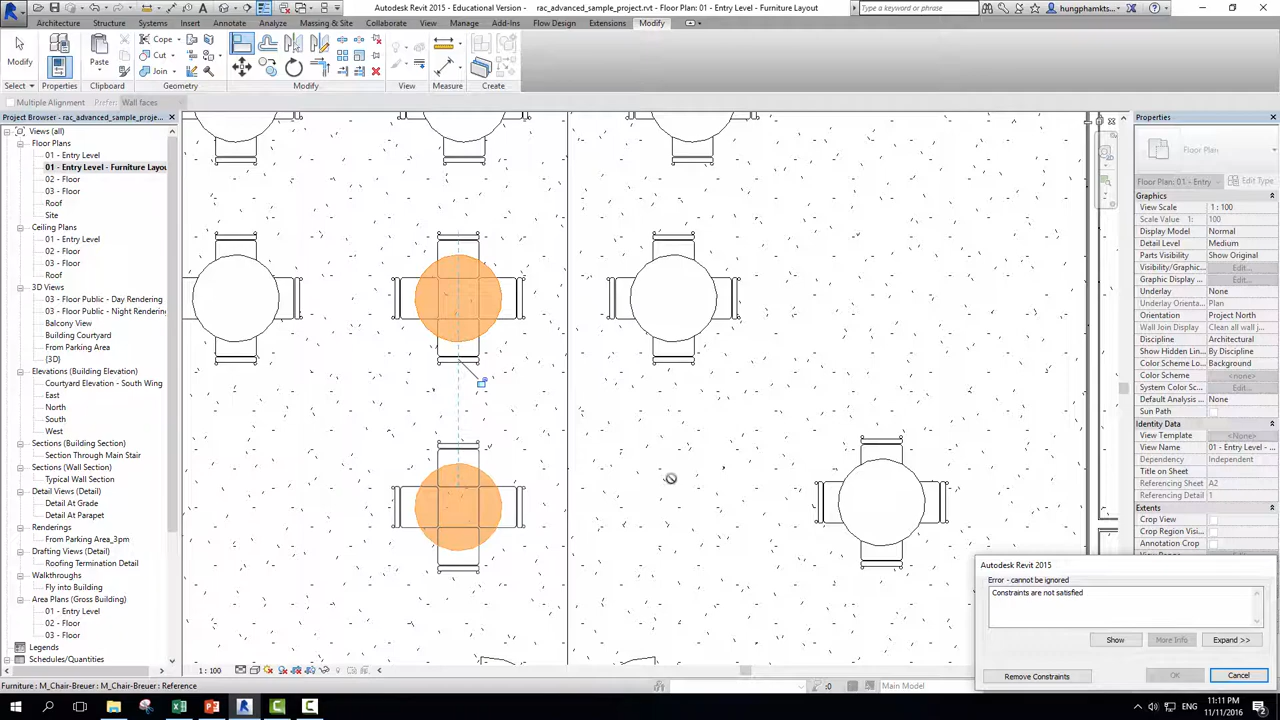 Autodesk Revit 2015 - Educational Version - rac_advanced_sample_project.rvt - Floor Plan: 01 - Entry Level - Furniture Layout
Type a keyword or phrase
hungphamkts...
Architecture Structure Systems Insert Annotate Analyze Massing & Site Collaborate View Manage Add-Ins Extensions Flow Design Modify
Modify Paste Cope Cut Join
Select Properties Clipboard Geometry Modify View Measure Create
Multiple Alignment Prefer: Wall faces
Project Browser - rac_advanced_sample_proje...
Views (all)
Floor Plans
01 - Entry Level
01 - Entry Level - Furniture Layou
02 - Floor
03 - Floor
Roof
Site
Ceiling Plans
01 - Entry Level
02 - Floor
03 - Floor
Roof
3D Views
03 - Floor Public - Day Rendering
03 - Floor Public - Night Rendering
Balcony View
Building Courtyard
From Parking Area
{3D}
Elevations (Building Elevation)
Courtyard Elevation - South Wing
East
North
South
West
Sections (Building Section)
Section Through Main Stair
Sections (Wall Section)
Typical Wall Section
Detail Views (Detail)
Detail At Grade
Detail At Parapet
Renderings
From Parking Area_3pm
Drafting Views (Detail)
Roofing Termination Detail
Walkthroughs
Fly into Building
Area Plans (Gross Building)
01 - Entry Level
02 - Floor
03 - Floor
Legends
Schedules/Quantities
Properties
Floor Plan
Floor Plan: 01 - Entry Edit Type
Graphics
View Scale 1 : 100
Scale Value 1: 100
Display Model Normal
Detail Level Medium
Parts Visibility Show Original
Visibility/Graphic... Edit...
Graphic Display ... Edit...
Underlay None
Underlay Orienta... Plan
Orientation Project North
Wall Join Display Clean all wall j...
Discipline Architectural
Show Hidden Lin... By Discipline
Color Scheme Lo... Background
Color Scheme <none>
System Color Sc... Edit...
Default Analysis ... None
Sun Path
Identity Data
View Template <None>
View Name 01 - Entry Level - ...
Dependency Independent
Title on Sheet
Referencing Sheet A2
Referencing Detail 1
Extents
Crop View
Crop Region Visi...
Annotation Crop
Autodesk Revit 2015
Error - cannot be ignored
Constraints are not satisfied
Show More Info Expand >>
Remove Constraints OK Cancel
1 : 100
Furniture : M_Chair-Breuer : M_Chair-Breuer : Reference
:0 Main Model
ENG 11:11 PM
11/11/2016